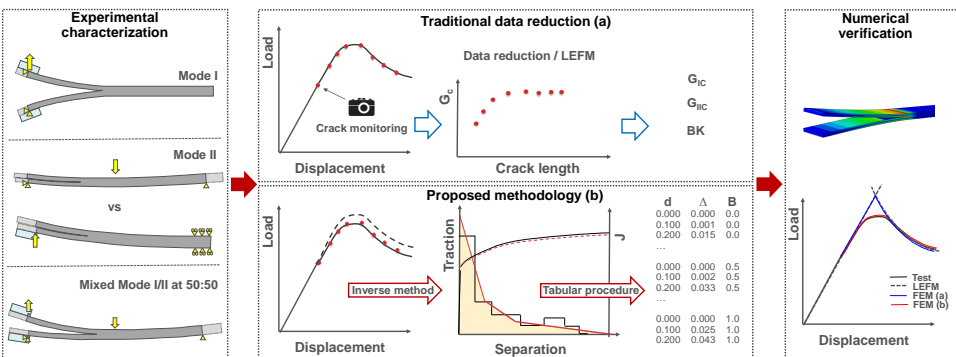 Experimental
characterization
Mode I
Mode II
vs
Mixed Mode I/II at 50:50
Traditional data reduction (a)
Load
Crack monitoring
Displacement
Data reduction / LEFM
Gc
Crack length
GIC
GIIC
BK
Proposed methodology (b)
Load
Displacement
Inverse method
Traction
Separation
J
Tabular procedure
d Δ B
0.000 0.000 0.0
0.100 0.001 0.0
0.200 0.015 0.0
...
0.000 0.000 0.5
0.100 0.002 0.5
0.200 0.033 0.5
...
0.000 0.000 1.0
0.100 0.025 1.0
0.200 0.043 1.0
Numerical
verification
Load
Test
LEFM
FEM (a)
FEM (b)
Displacement